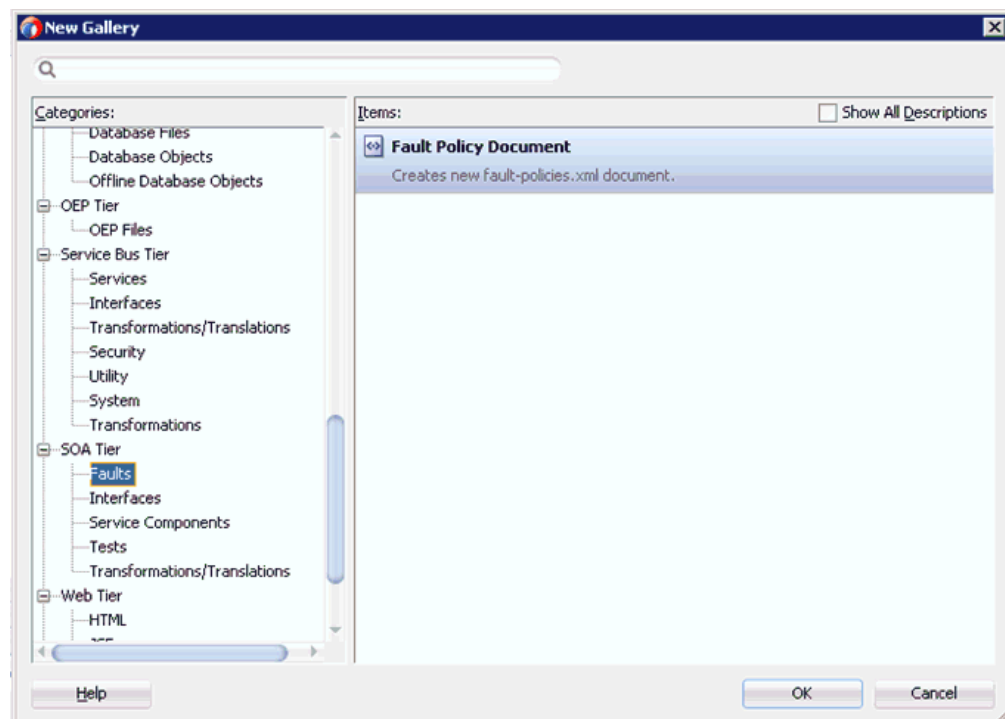 New Gallery
Categories:
Database Files
Database Objects
Offline Database Objects
OEP Tier
OEP Files
Service Bus Tier
Services
Interfaces
Transformations/Translations
Security
Utility
System
Transformations
SOA Tier
Faults
Interfaces
Service Components
Tests
Transformations/Translations
Web Tier
HTML
Items:
Show All Descriptions
Fault Policy Document
Creates new fault-policies.xml document.
Help
OK
Cancel